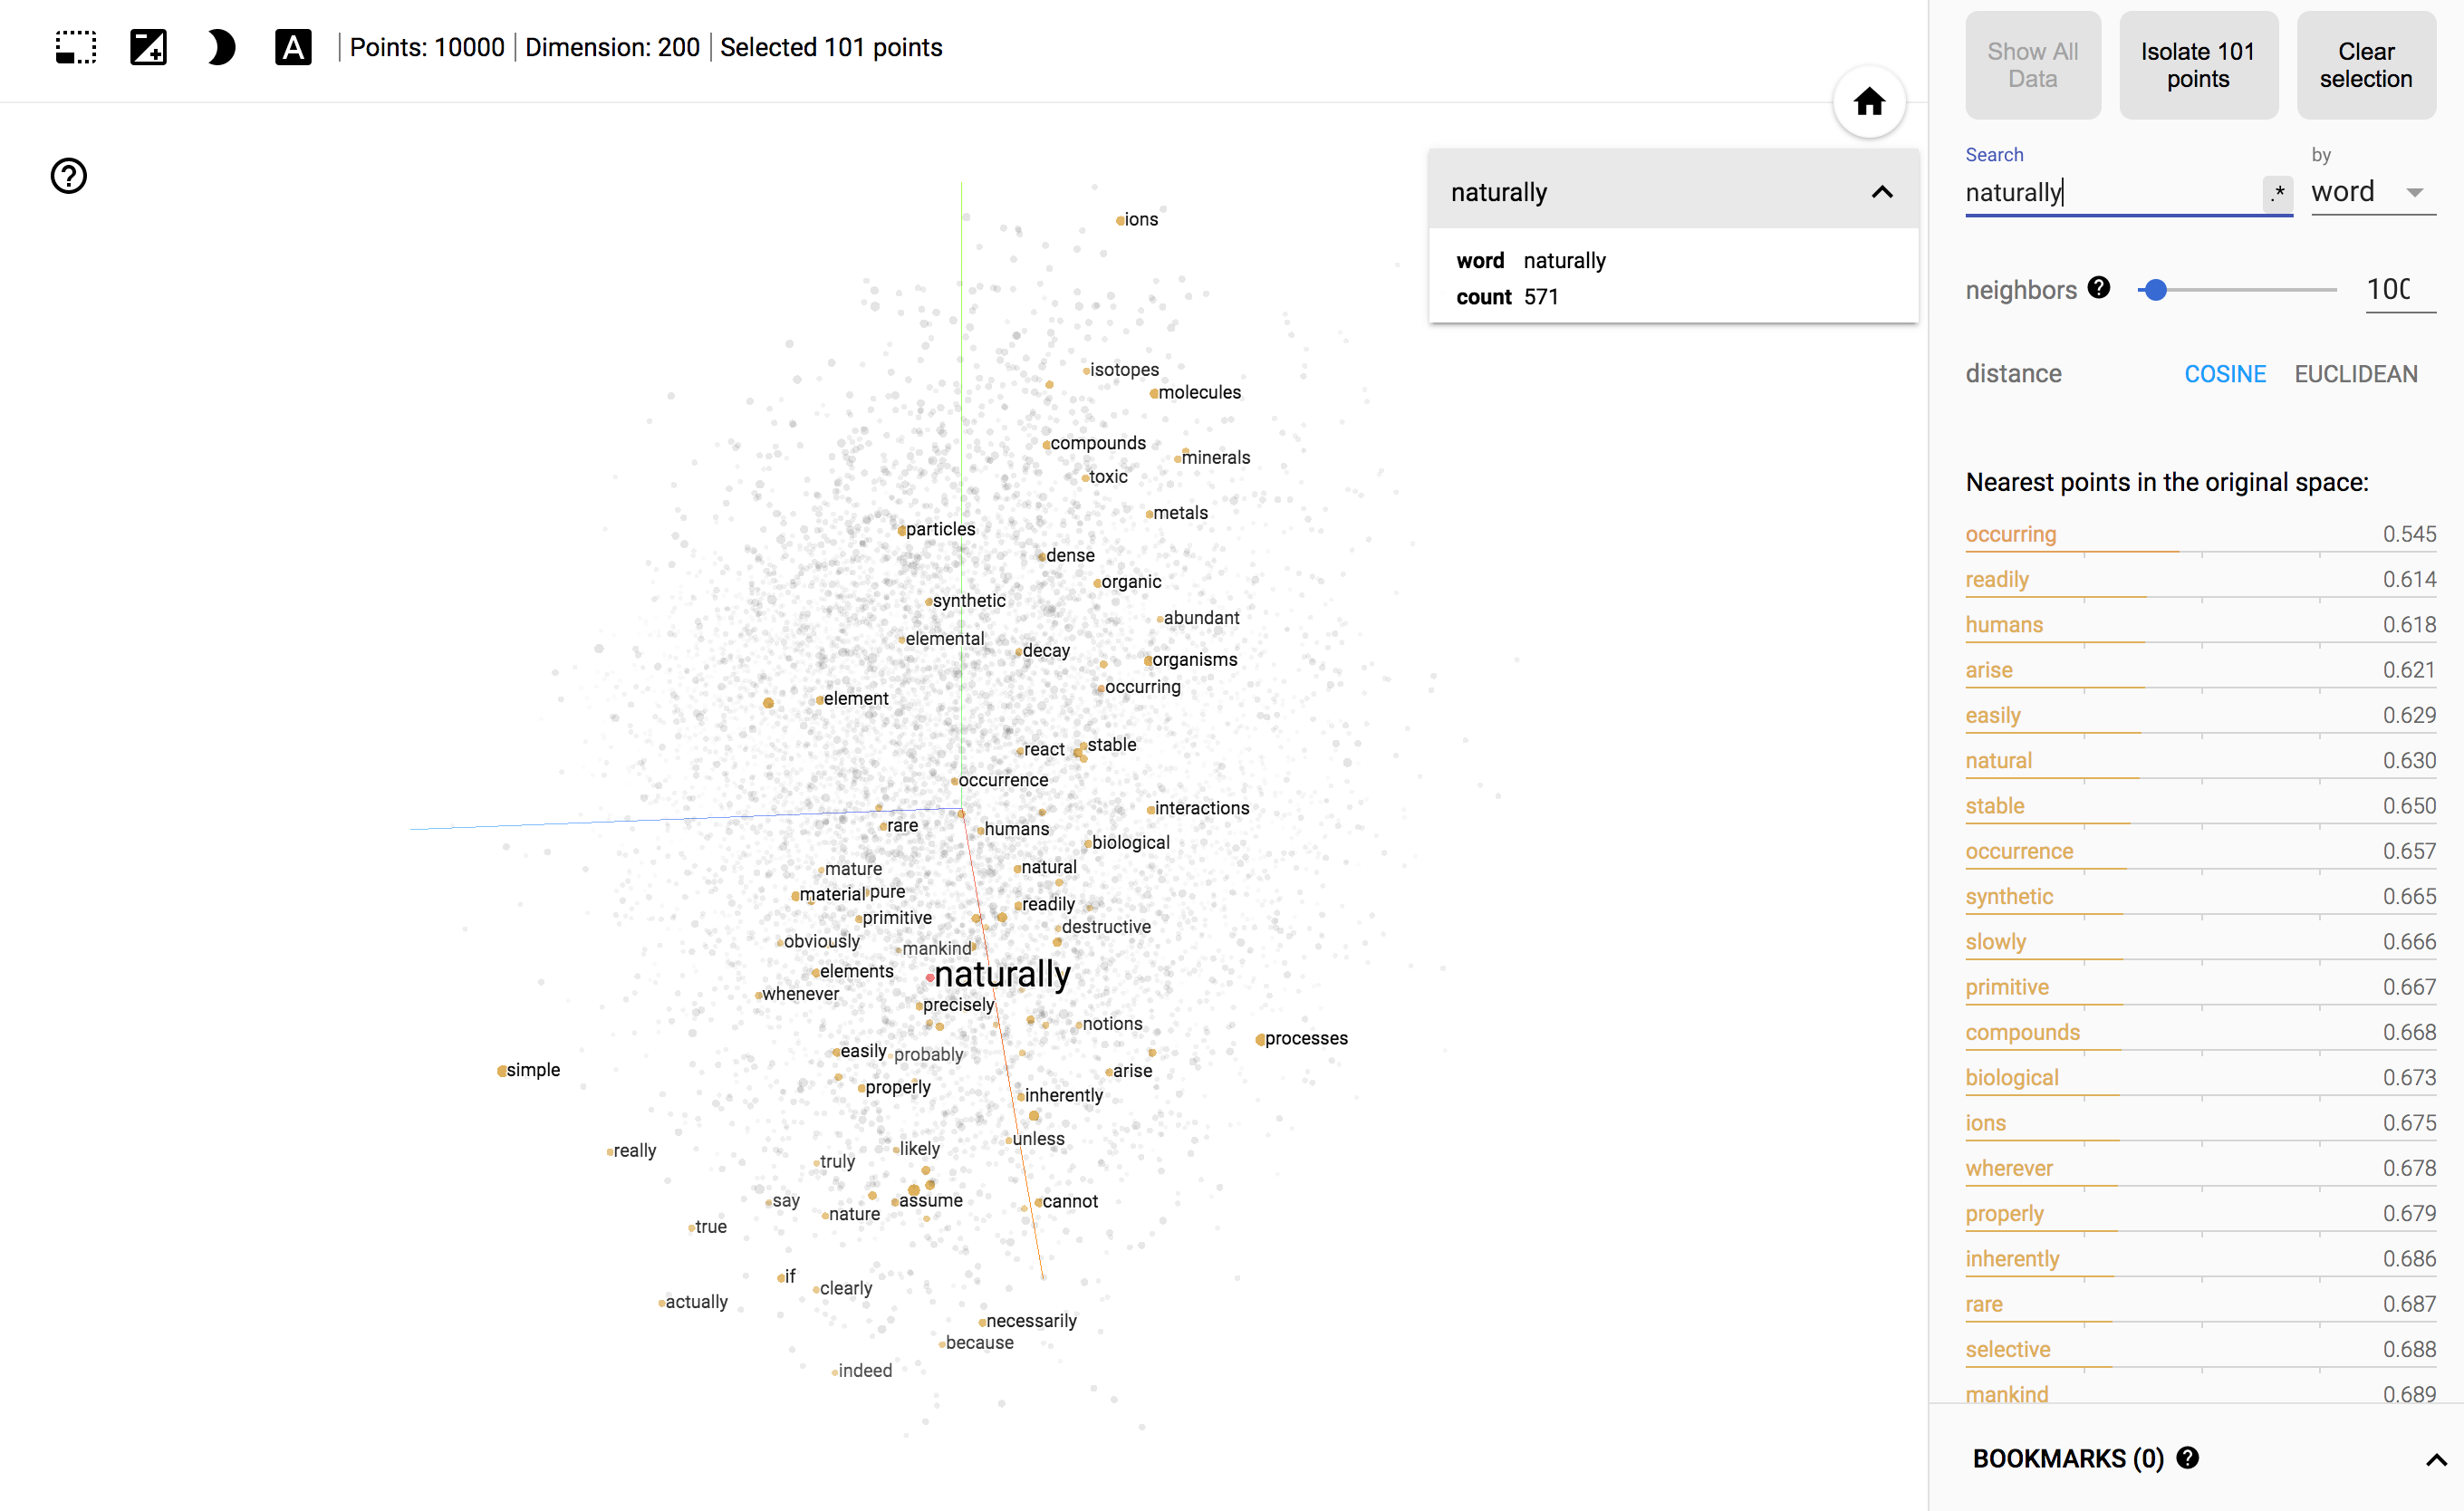 A
Points: 10000 | Dimension: 200 | Selected 101 points
Show All Data
Isolate 101 points
Clear selection
Search
by
naturally
.*
word
naturally
word naturally
count 571
neighbors ? 100
distance COSINE EUCLIDEAN
Nearest points in the original space:
occurring 0.545
readily 0.614
humans 0.618
arise 0.621
easily 0.629
natural 0.630
stable 0.650
occurrence 0.657
synthetic 0.665
slowly 0.666
primitive 0.667
compounds 0.668
biological 0.673
ions 0.675
wherever 0.678
properly 0.679
inherently 0.686
rare 0.687
selective 0.688
mankind 0.689
BOOKMARKS (0) ?
?
ions
isotopes
molecules
compounds
minerals
toxic
metals
particles
dense
organic
synthetic
abundant
elemental
decay
organisms
occurring
element
react
stable
occurrence
interactions
rare
humans
biological
mature
natural
material
pure
readily
primitive
destructive
obviously
mankind
elements
naturally
whenever
precisely
notions
processes
easily
probably
simple
arise
properly
inherently
unless
likely
really
truly
say
assume
cannot
nature
true
if
clearly
actually
necessarily
because
indeed